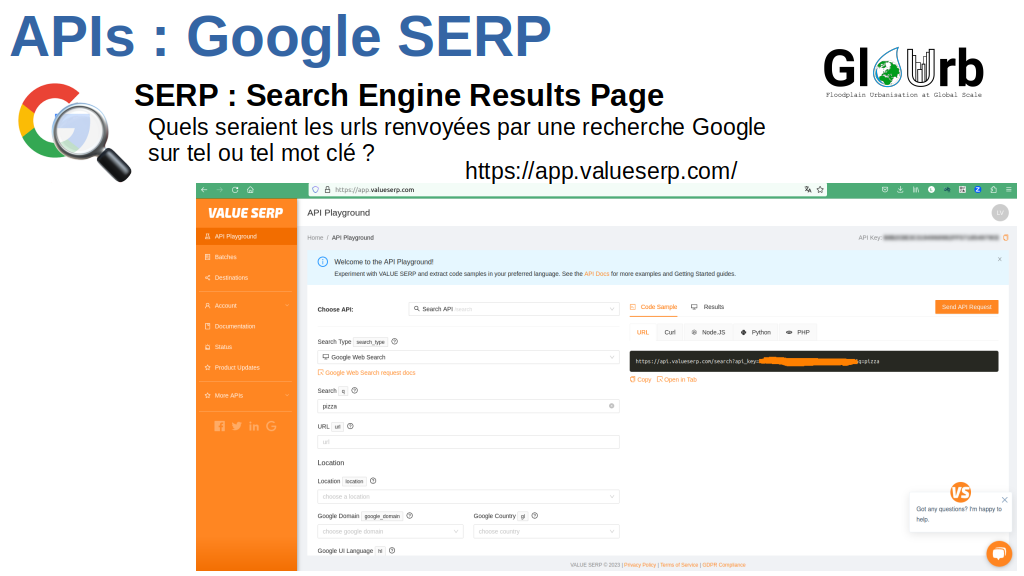 APIs : Google SERP
Gl Urb
Floodplain Urbanisation at Global Scale
SERP : Search Engine Results Page
Quels seraient les urls renvoyées par une recherche Google
sur tel ou tel mot clé ?
https://app.valueserp.com/
https://app.valueserp.com
VALUE SERP
API Playground
LV
API Playground
Batches
Destinations
Account
Documentation
Status
Product Updates
More APIs
Home / API Playground
API Key:
Welcome to the API Playground!
Experiment with VALUE SERP and extract code samples in your preferred language. See the API Docs for more examples and Getting Started guides.
x
Choose API:
Search API search
Search Type search_type
Google Web Search
Google Web Search request docs
Search q
pizza
URL url
url
Location
Location location
choose a location
Google Domain google_domain
Google Country gl
choose google domain
choose country
Google UI Language hl
Code Sample
Results
Send API Request
URL
Curl
Node.JS
Python
PHP
https://api.valueserp.com/search?api_key= q=pizza
Copy
Open in Tab
VS
Got any questions? I'm happy to
help.
VALUE SERP © 2023 | Privacy Policy | Terms of Service | GDPR Compliance